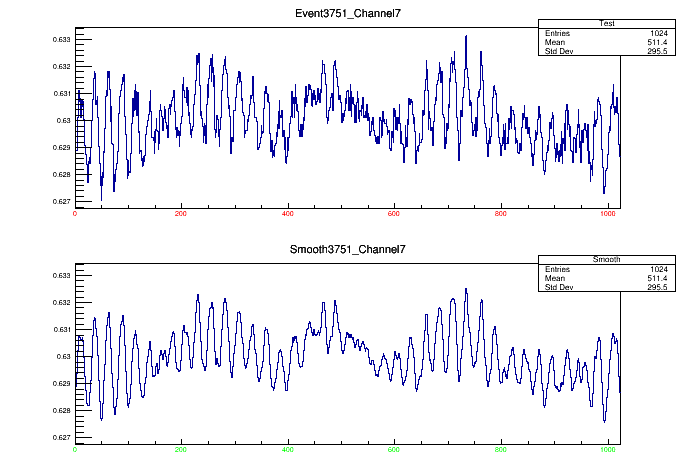 Event3751_Channel7
Test
Entries 1024
Mean 511.4
Std Dev 295.5
0.633
0.632
0.631
0.63
0.629
0.628
0.627
0 200 400 600 800 1000
Smooth3751_Channel7
Smooth
Entries 1024
Mean 511.4
Std Dev 295.5
0.633
0.632
0.631
0.63
0.629
0.628
0.627
0 200 400 600 800 1000